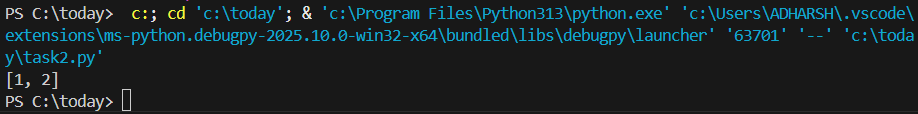 PS C:\today>  c:; cd 'c:\today'; & 'c:\Program Files\Python313\python.exe' 'c:\Users\ADHARSH\.vscode\
extensions\ms-python.debugpy-2025.10.0-win32-x64\bundled\libs\debugpy\launcher' '63701' '--' 'c:\toda
y\task2.py'
[1, 2]
PS C:\today>